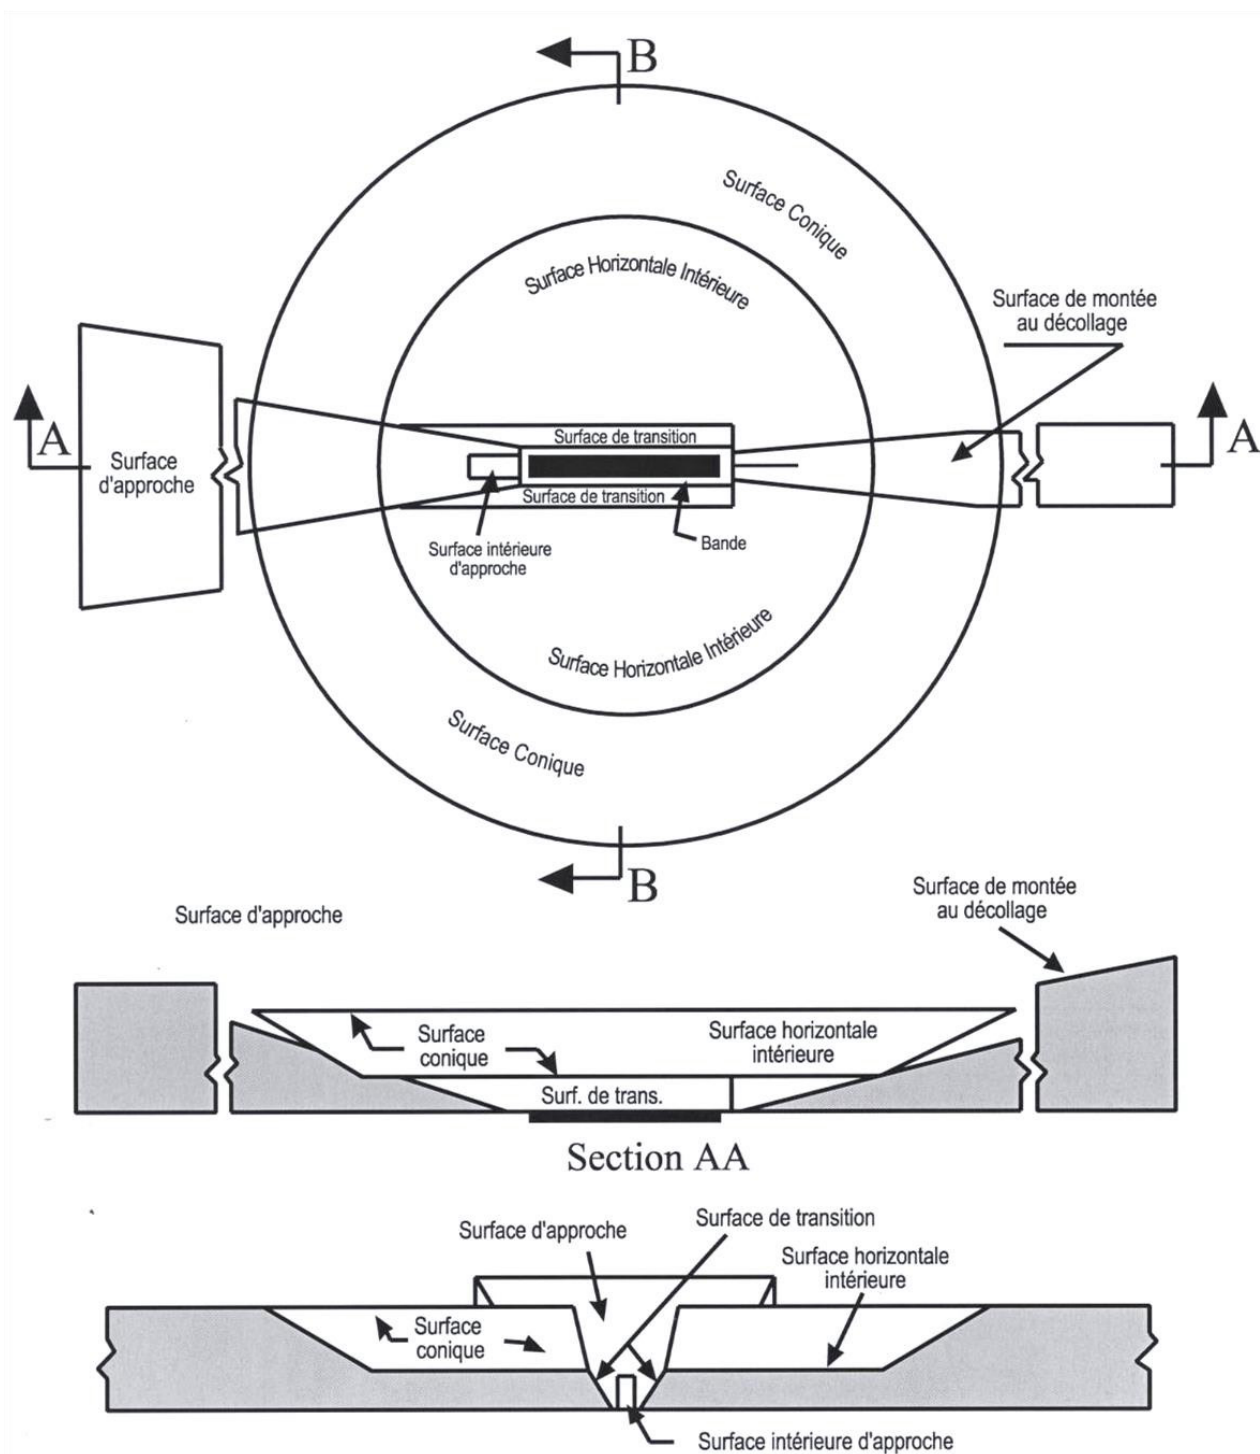 B
Surface Conique
Surface Horizontale Intérieure
Surface de montée
au décollage
A
A
Surface
d'approche
Surface de transition
Surface de transition
Surface intérieure
d'approche
Bande
Surface Horizontale Intérieure
Surface Conique
B
Surface d'approche
Surface de montée
au décollage
Surface
conique
Surface horizontale
intérieure
Surf. de trans.
Section AA
Surface d'approche
Surface de transition
Surface horizontale
intérieure
Surface
conique
Surface intérieure d'approche